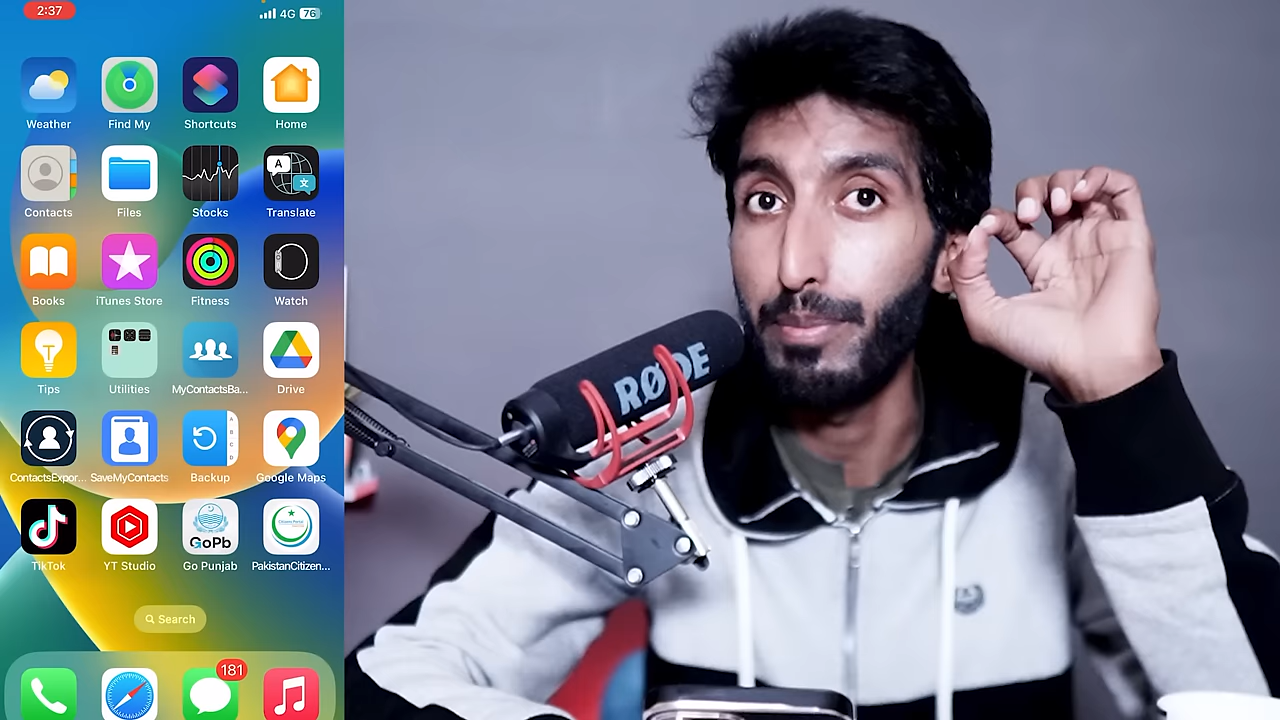 2:37
4G 76
Weather
Find My
Shortcuts
Home
Contacts
Files
Stocks
Translate
Books
iTunes Store
Fitness
Watch
Tips
Utilities
MyContactsBa...
Drive
ContactsExpor...
SaveMyContacts
Backup
Google Maps
GoPb
TikTok
YT Studio
Go Punjab
PakistanCitizen...
Search
181
RØDE